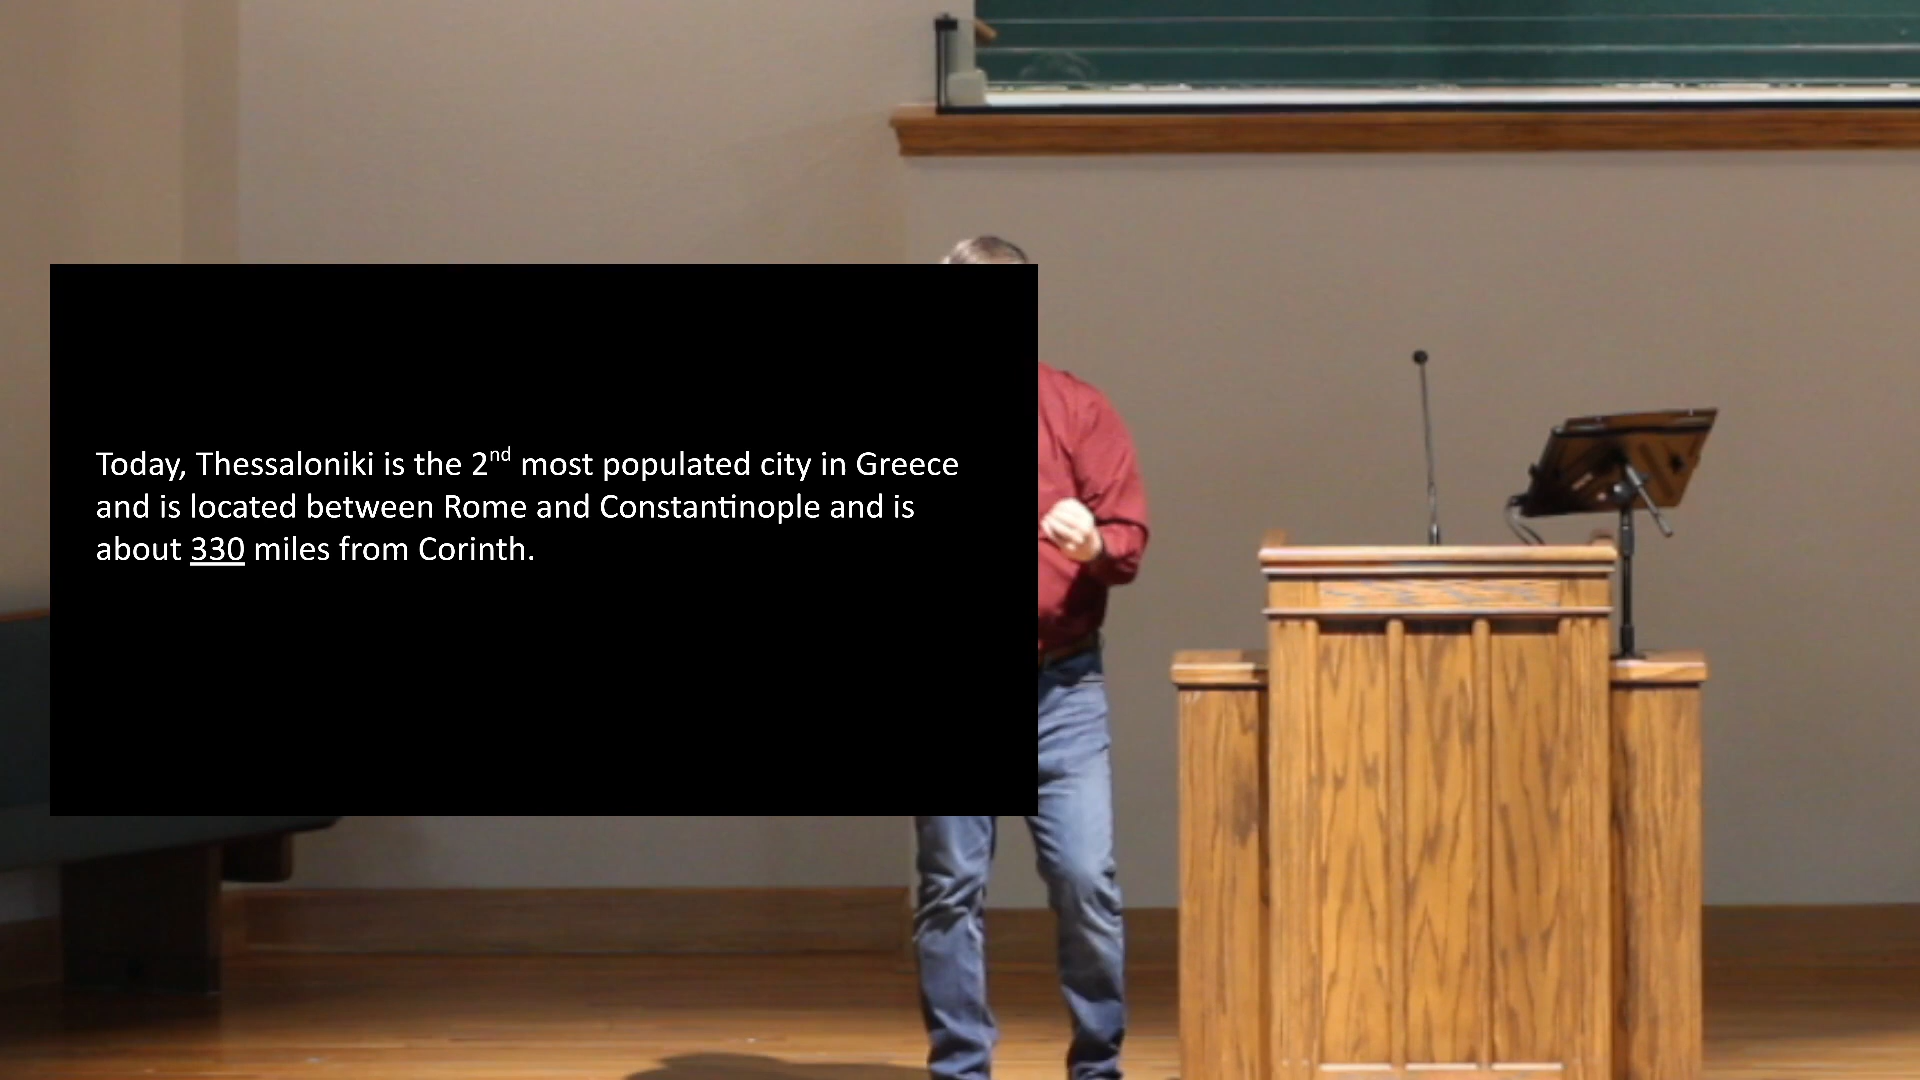 Today, Thessaloniki is the 2nd most populated city in Greece
and is located between Rome and Constantinople and is
about 330 miles from Corinth.